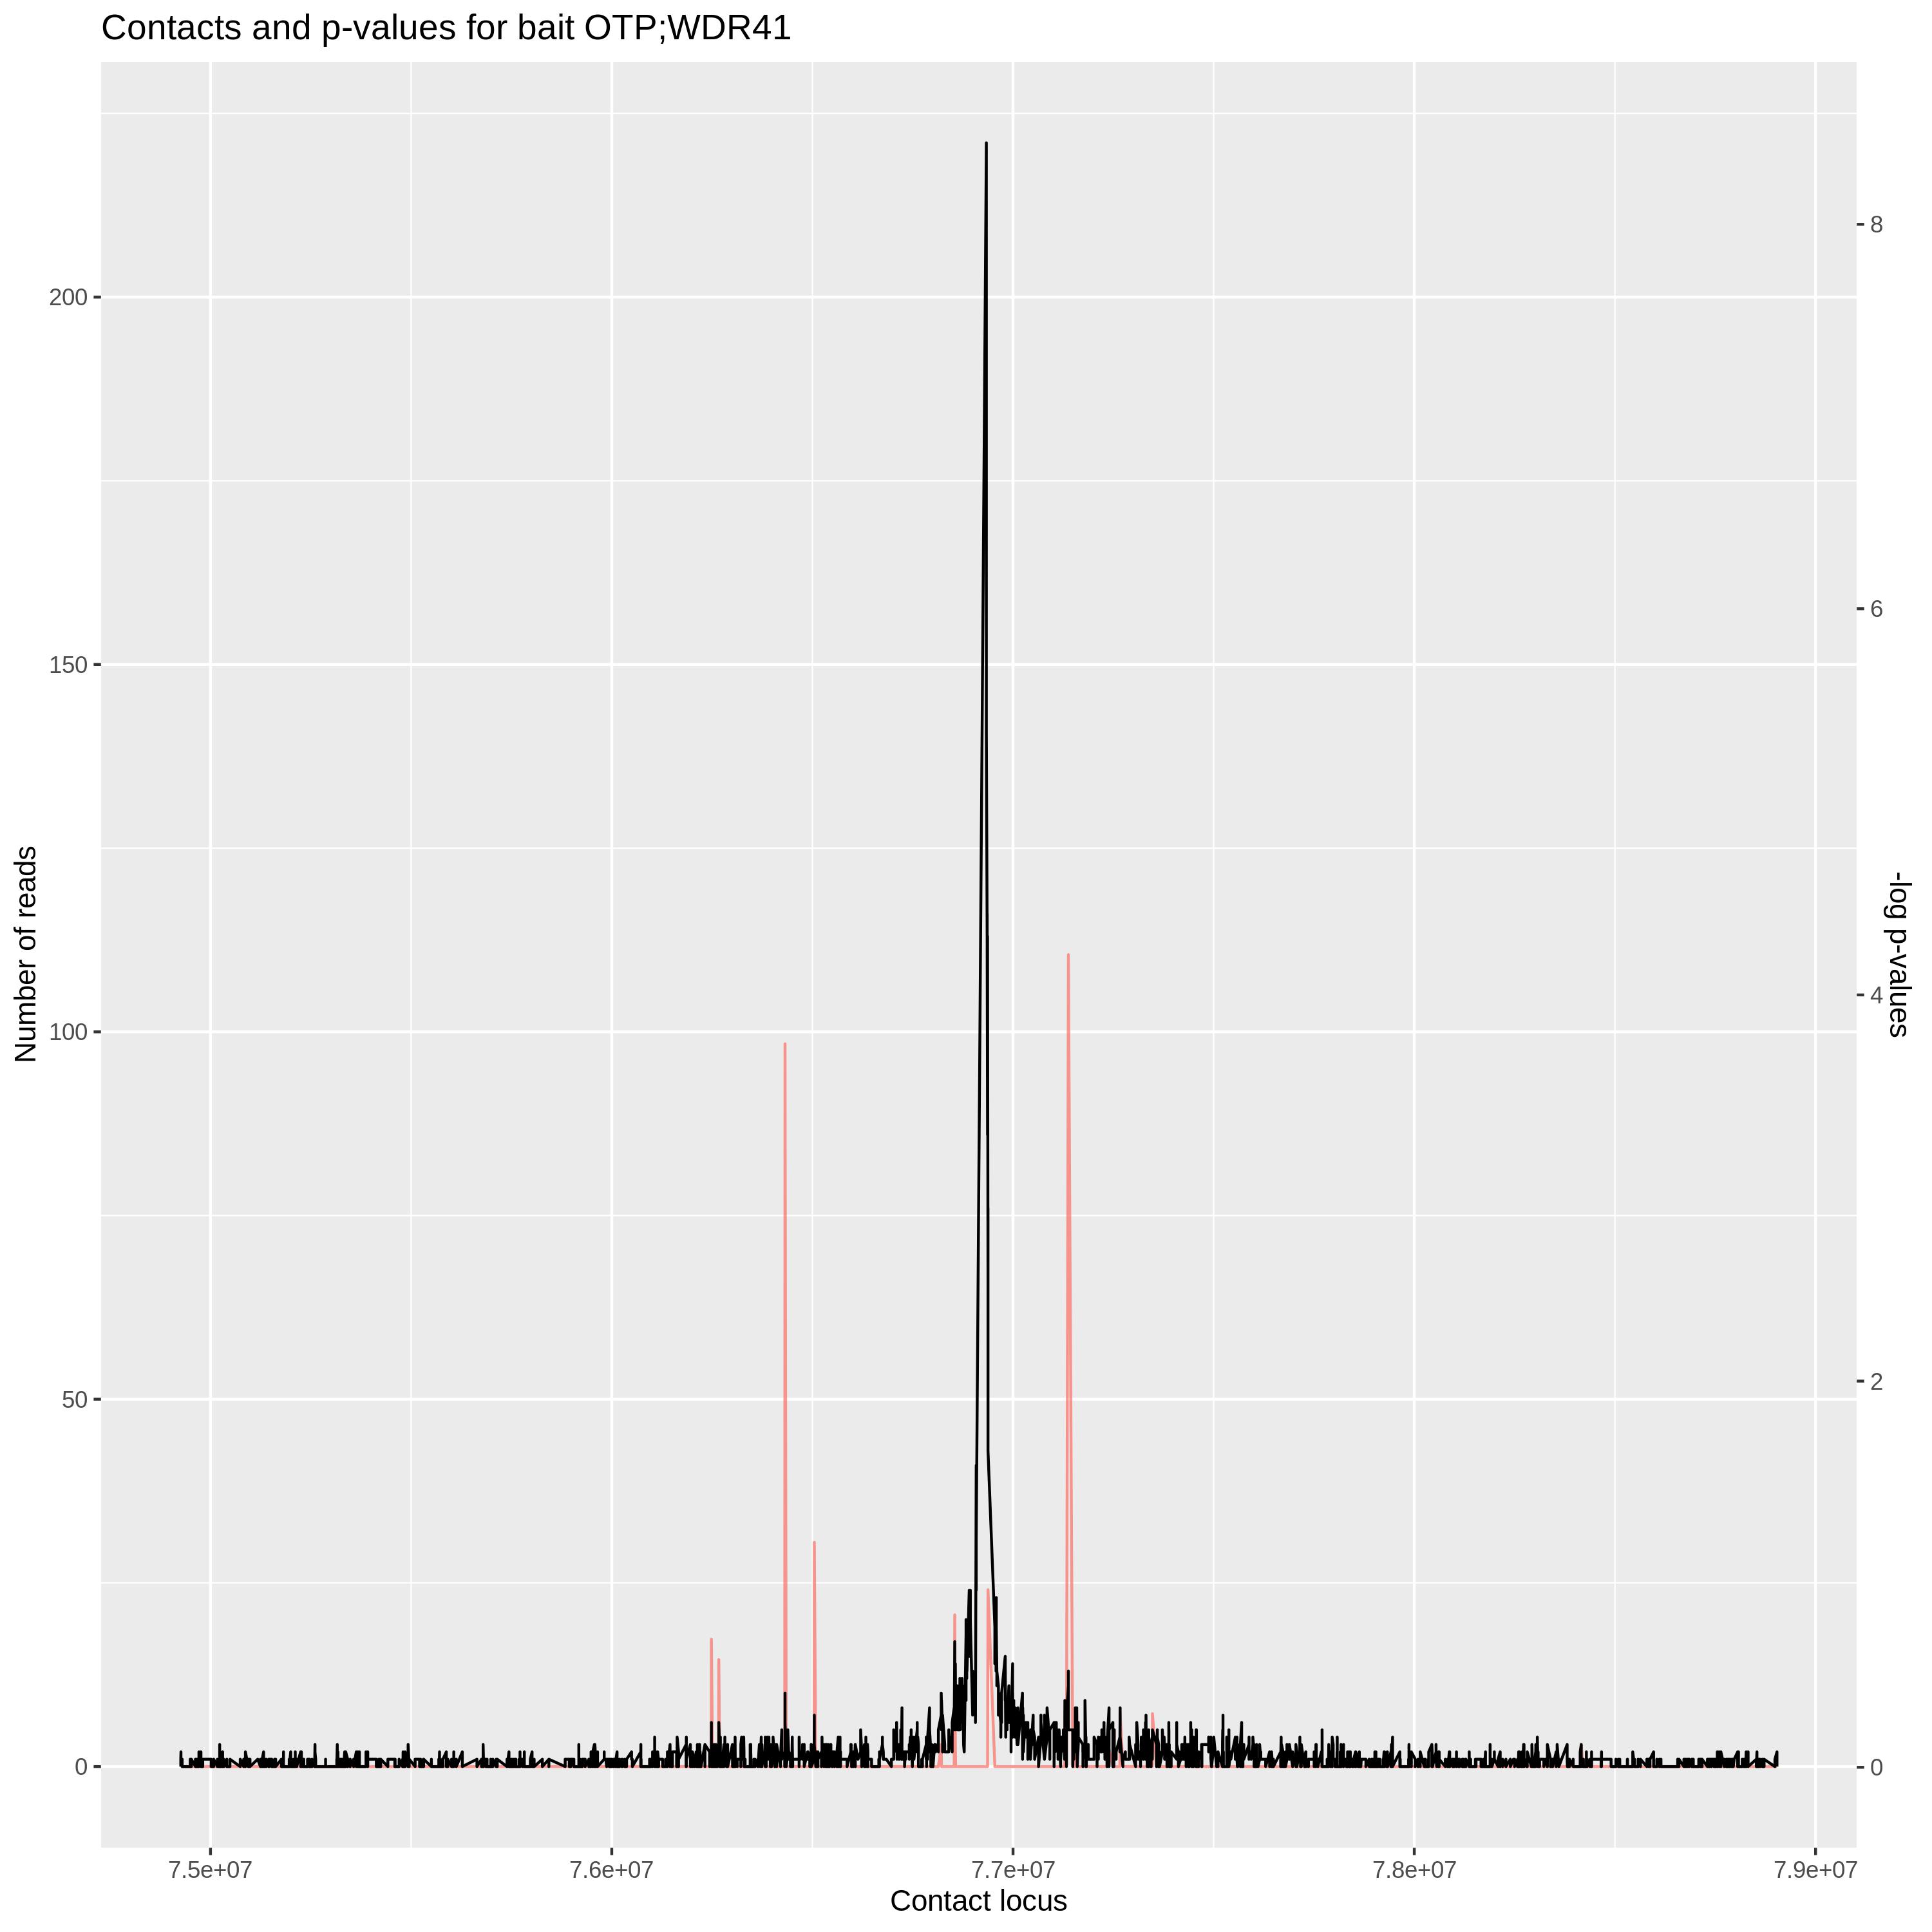 Contacts and p-values for bait OTP;WDR41
Number of reads
200
150
100
50
0
8
6
4
2
0
-log p-values
7.5e+07
7.6e+07
7.7e+07
7.8e+07
7.9e+07
Contact locus